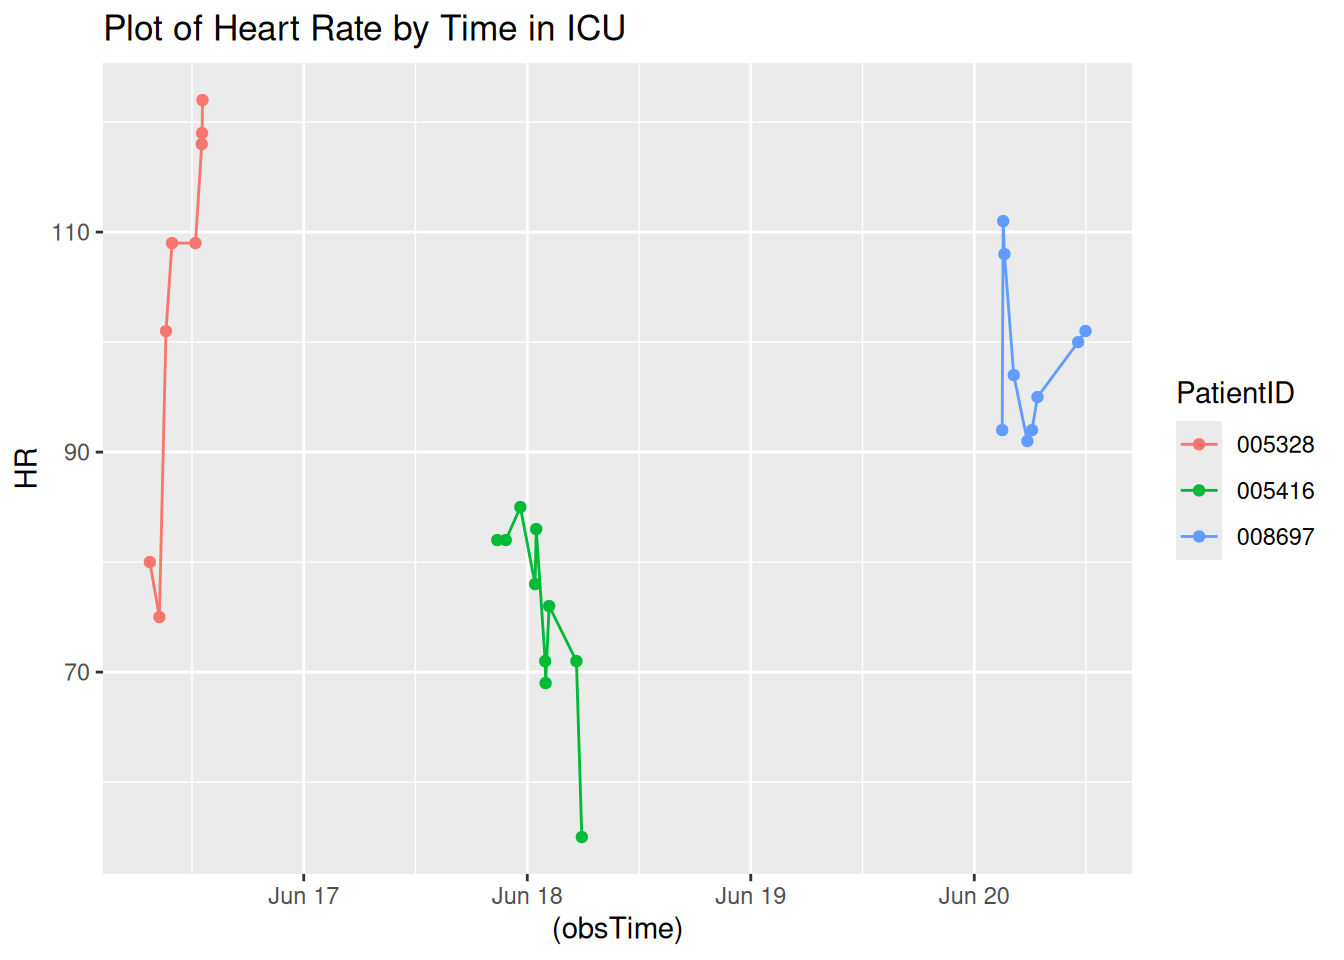 Plot of Heart Rate by Time in ICU
HR
110
90
70
Jun 17 Jun 18 Jun 19 Jun 20
(obsTime)
PatientID
005328
005416
008697